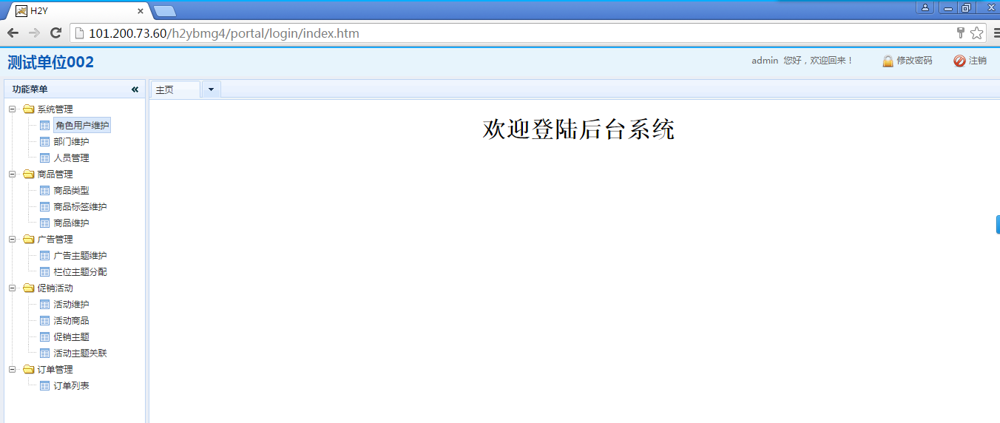 H2Y
101.200.73.60/h2ybmg4/portal/login/index.htm
测试单位002
admin 您好，欢迎回来！ 修改密码 注销
功能菜单
主页
欢迎登陆后台系统
系统管理
角色用户维护
部门维护
人员管理
商品管理
商品类型
商品标签维护
商品维护
广告管理
广告主题维护
栏位主题分配
促销活动
活动维护
活动商品
促销主题
活动主题关联
订单管理
订单列表